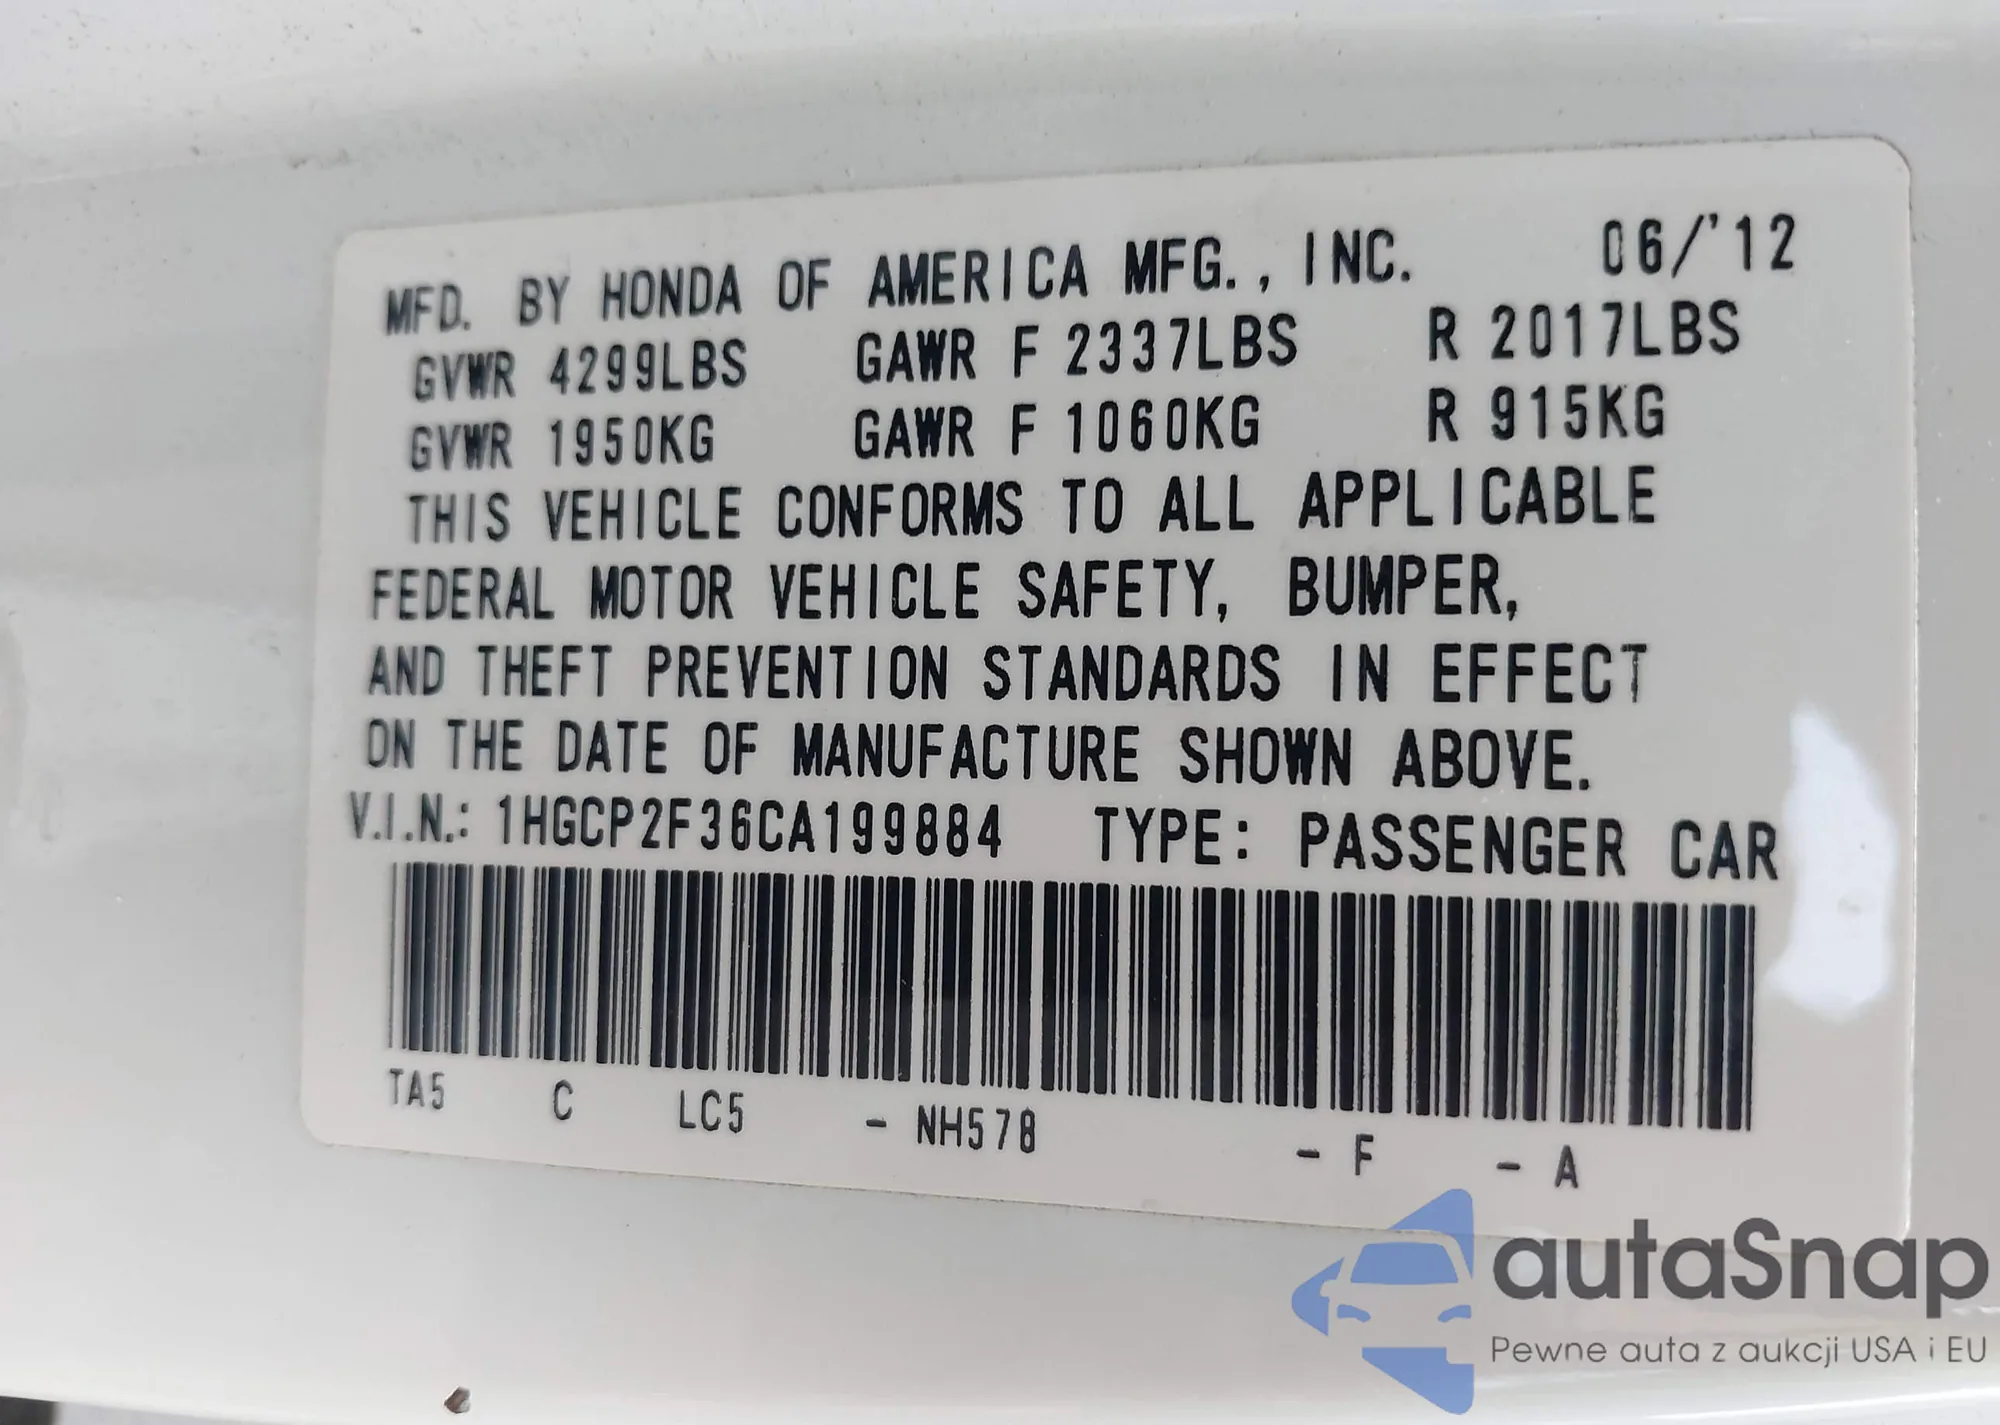 MFD. BY HONDA OF AMERICA MFG., INC. 06/'12
GVWR 4299LBS GAWR F 2337LBS R 2017LBS
GVWR 1950KG GAWR F 1060KG R 915KG
THIS VEHICLE CONFORMS TO ALL APPLICABLE
FEDERAL MOTOR VEHICLE SAFETY, BUMPER,
AND THEFT PREVENTION STANDARDS IN EFFECT
ON THE DATE OF MANUFACTURE SHOWN ABOVE.
V.I.N.: 1HGCP2F36CA199884 TYPE: PASSENGER CAR
TA5 C LC5 - NH578 - F - A
autaSnap
Pewne auta z aukcji USA i EU